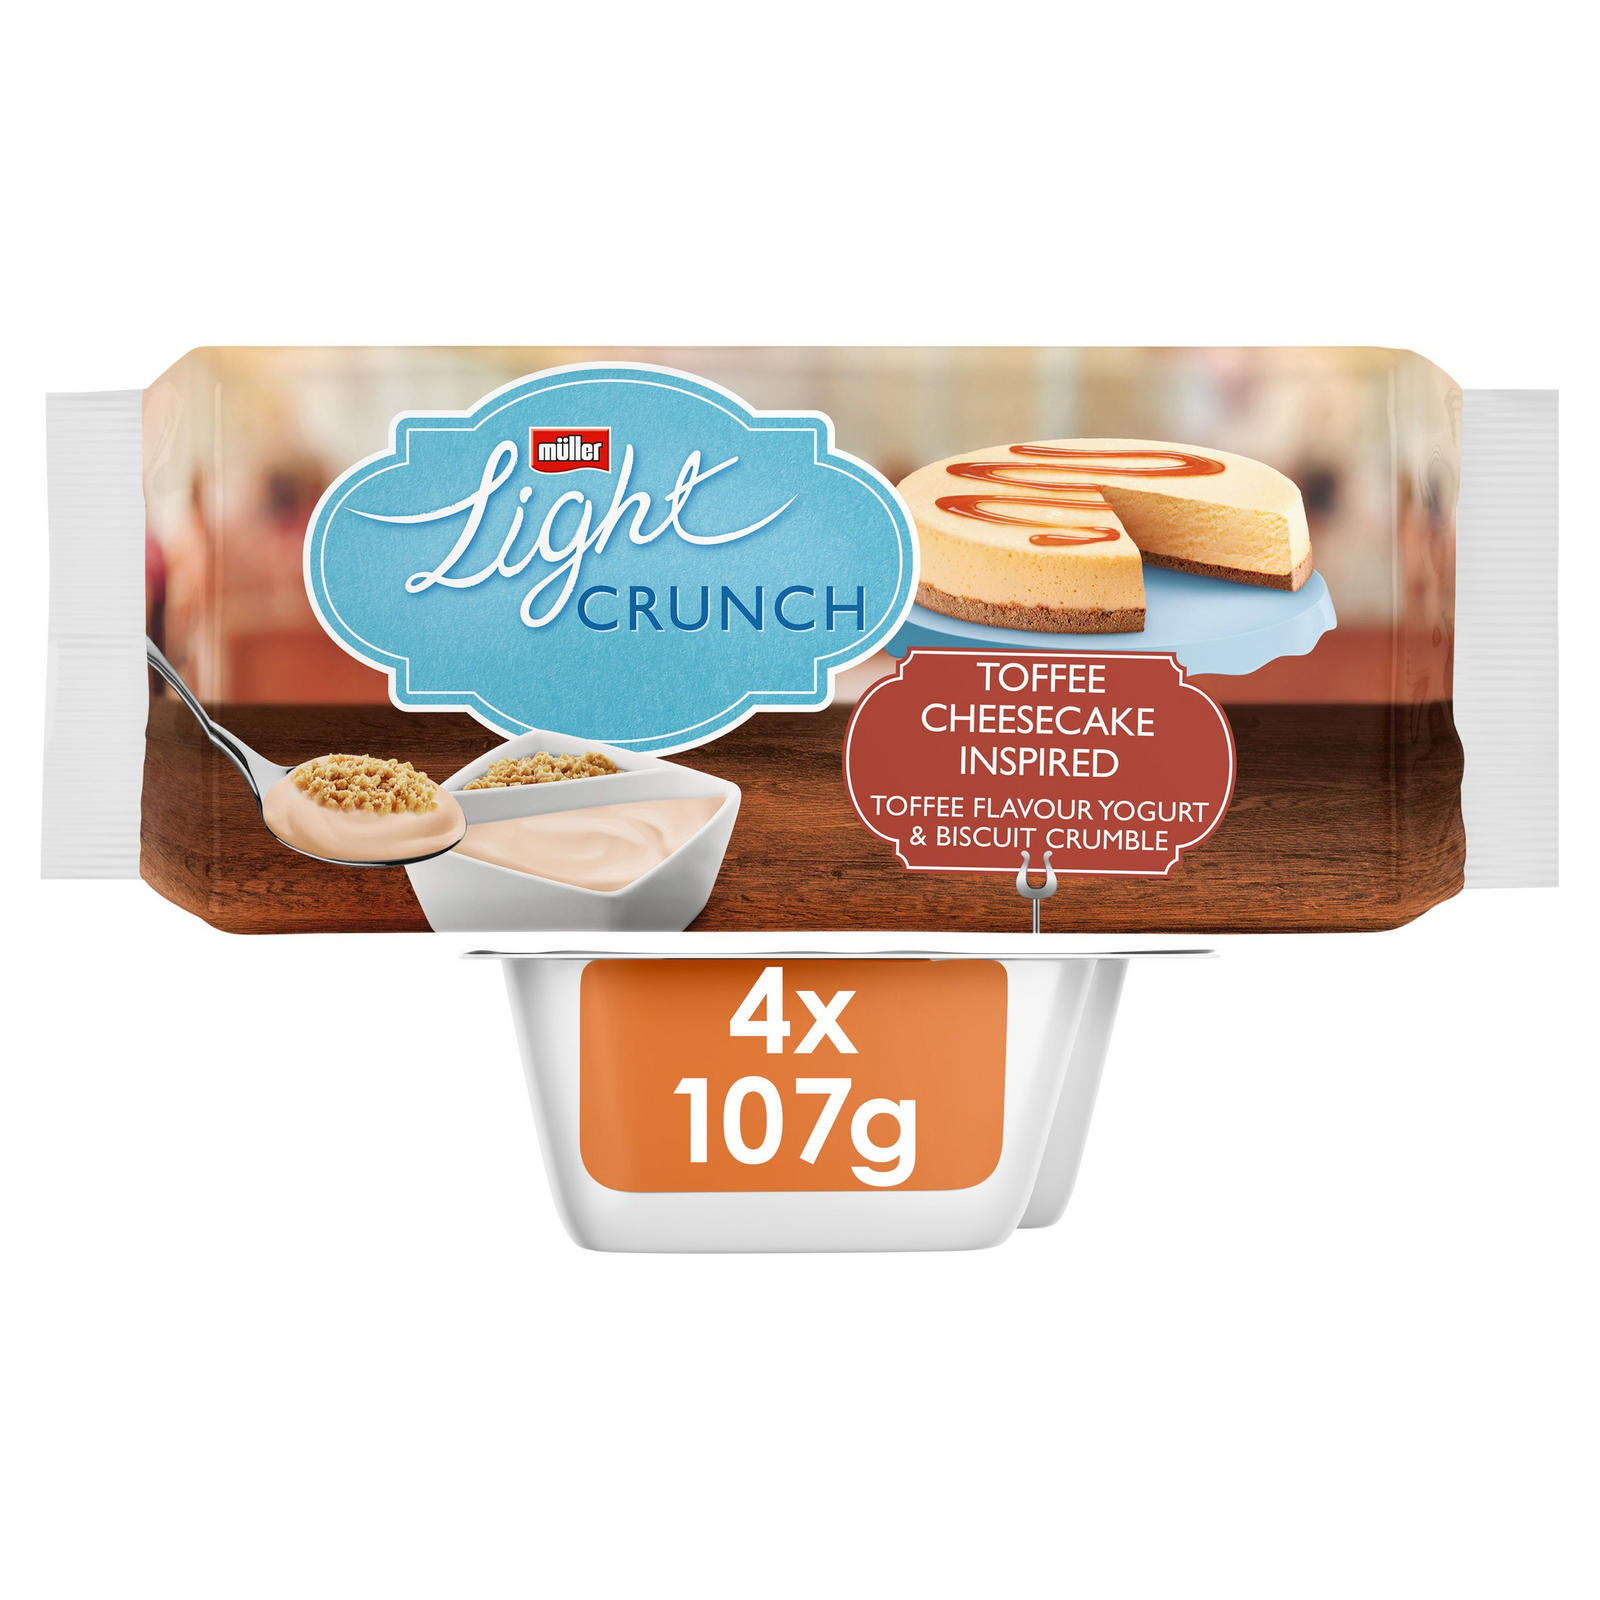 müller
Light
CRUNCH
TOFFEE
CHEESECAKE
INSPIRED
TOFFEE FLAVOUR YOGURT
& BISCUIT CRUMBLE
4x
107g